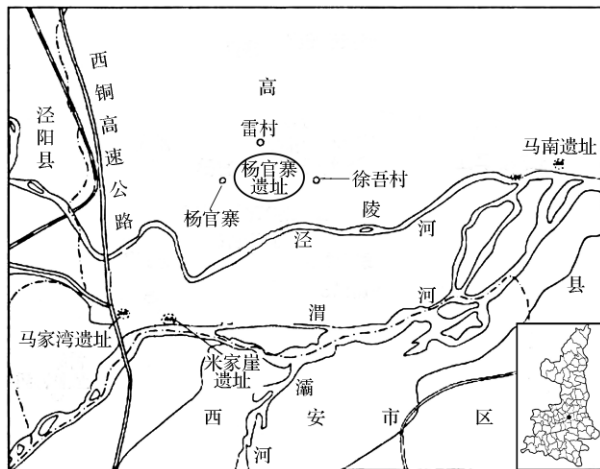 西铜高速公路
泾阳县
高
雷村
杨官寨
遗址
杨官寨
徐吾村
马南遗址
陵
泾
河
县
渭
河
马家湾遗址
米家崖
遗址
灞
河
西安市区